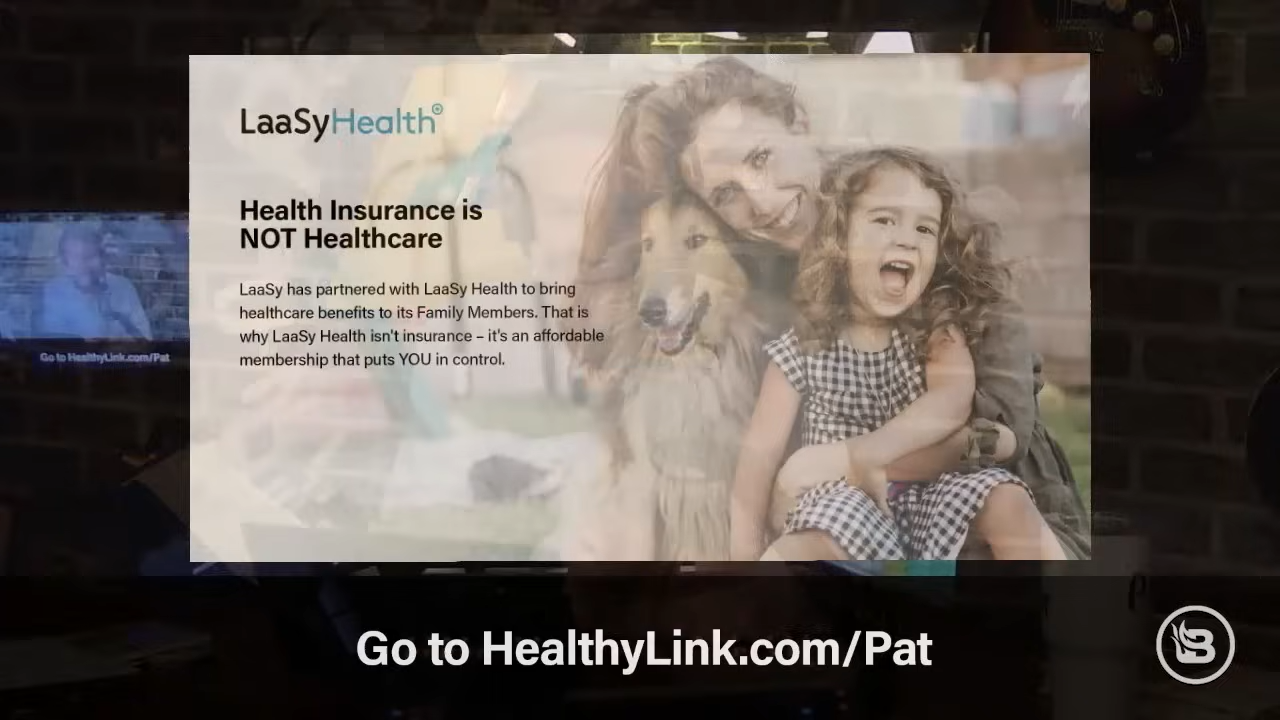 LaaSyHealth
Health Insurance is
NOT Healthcare
LaaSy has partnered with LaaSy Health to bring
healthcare benefits to its Family Members. That is
why LaaSy Health isn't insurance – it's an affordable
membership that puts YOU in control.
Go to HealthyLink.com/Pat
Go to HealthyLink.com/Pat
B